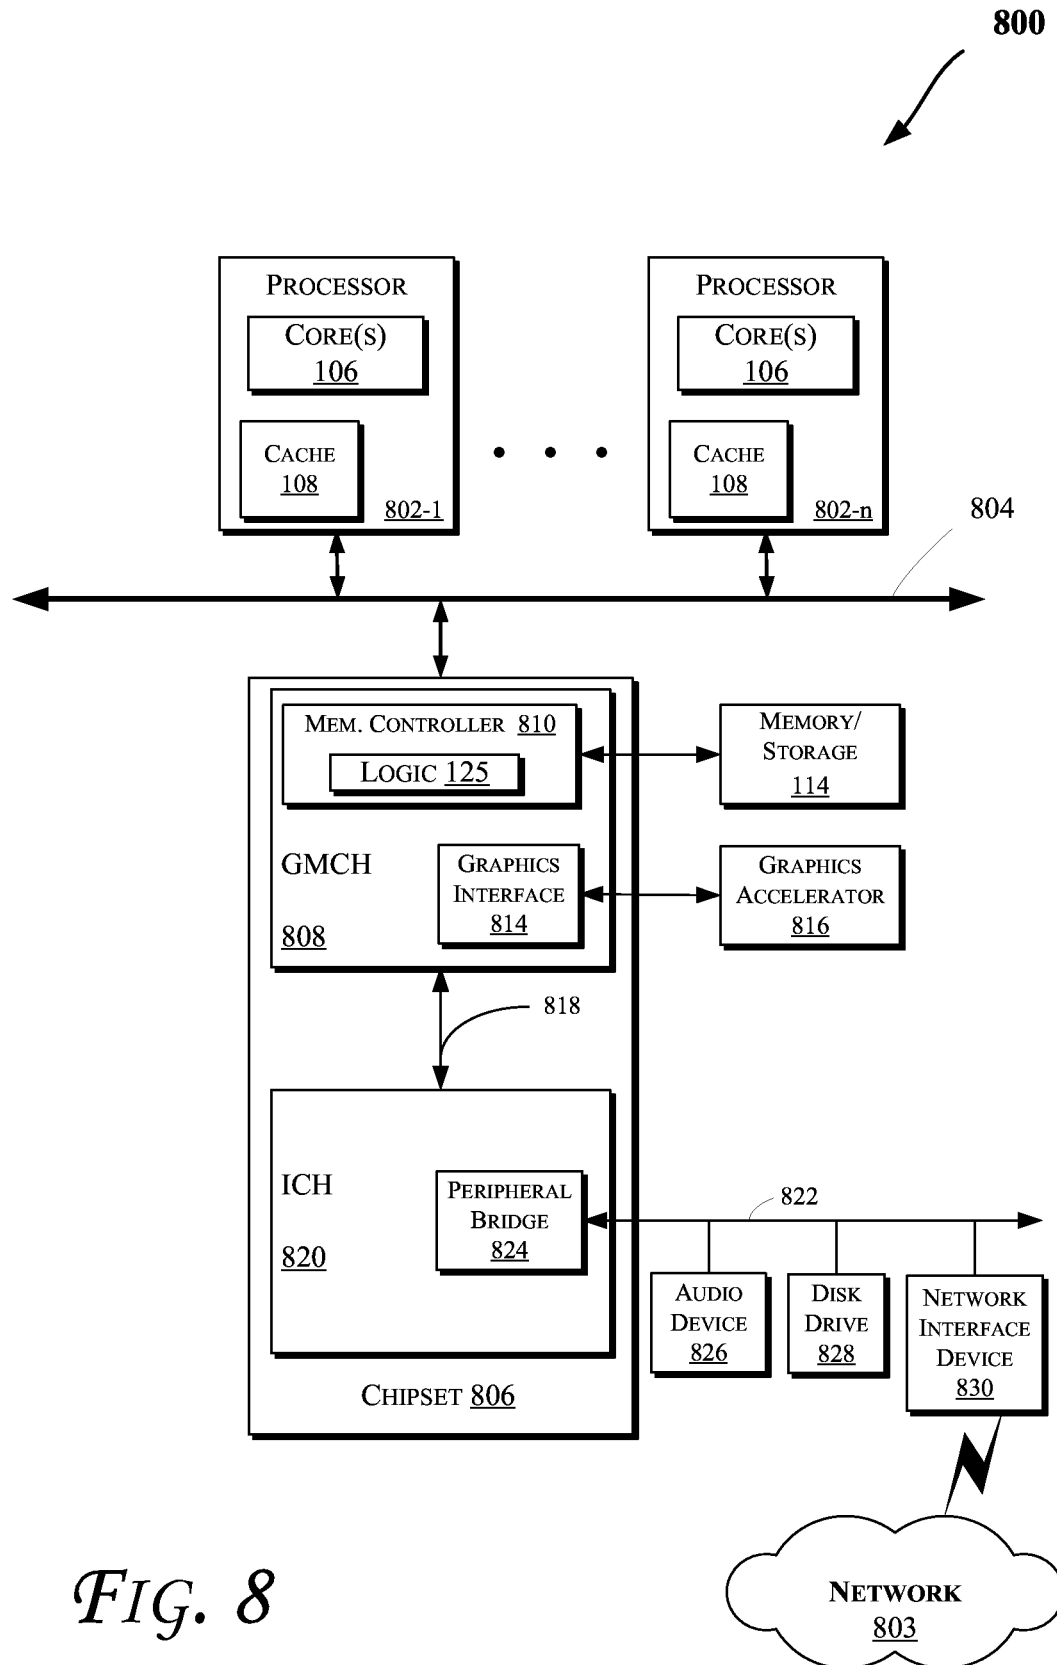 800
PROCESSOR
CORE(S)
106
CACHE
108
802-1
PROCESSOR
CORE(S)
106
CACHE
108
802-n
804
MEM. CONTROLLER 810
LOGIC 125
MEMORY/
STORAGE
114
GMCH
808
GRAPHICS
INTERFACE
814
GRAPHICS
ACCELERATOR
816
818
ICH
820
PERIPHERAL
BRIDGE
824
822
AUDIO
DEVICE
826
DISK
DRIVE
828
NETWORK
INTERFACE
DEVICE
830
CHIPSET 806
NETWORK
803
FIG. 8